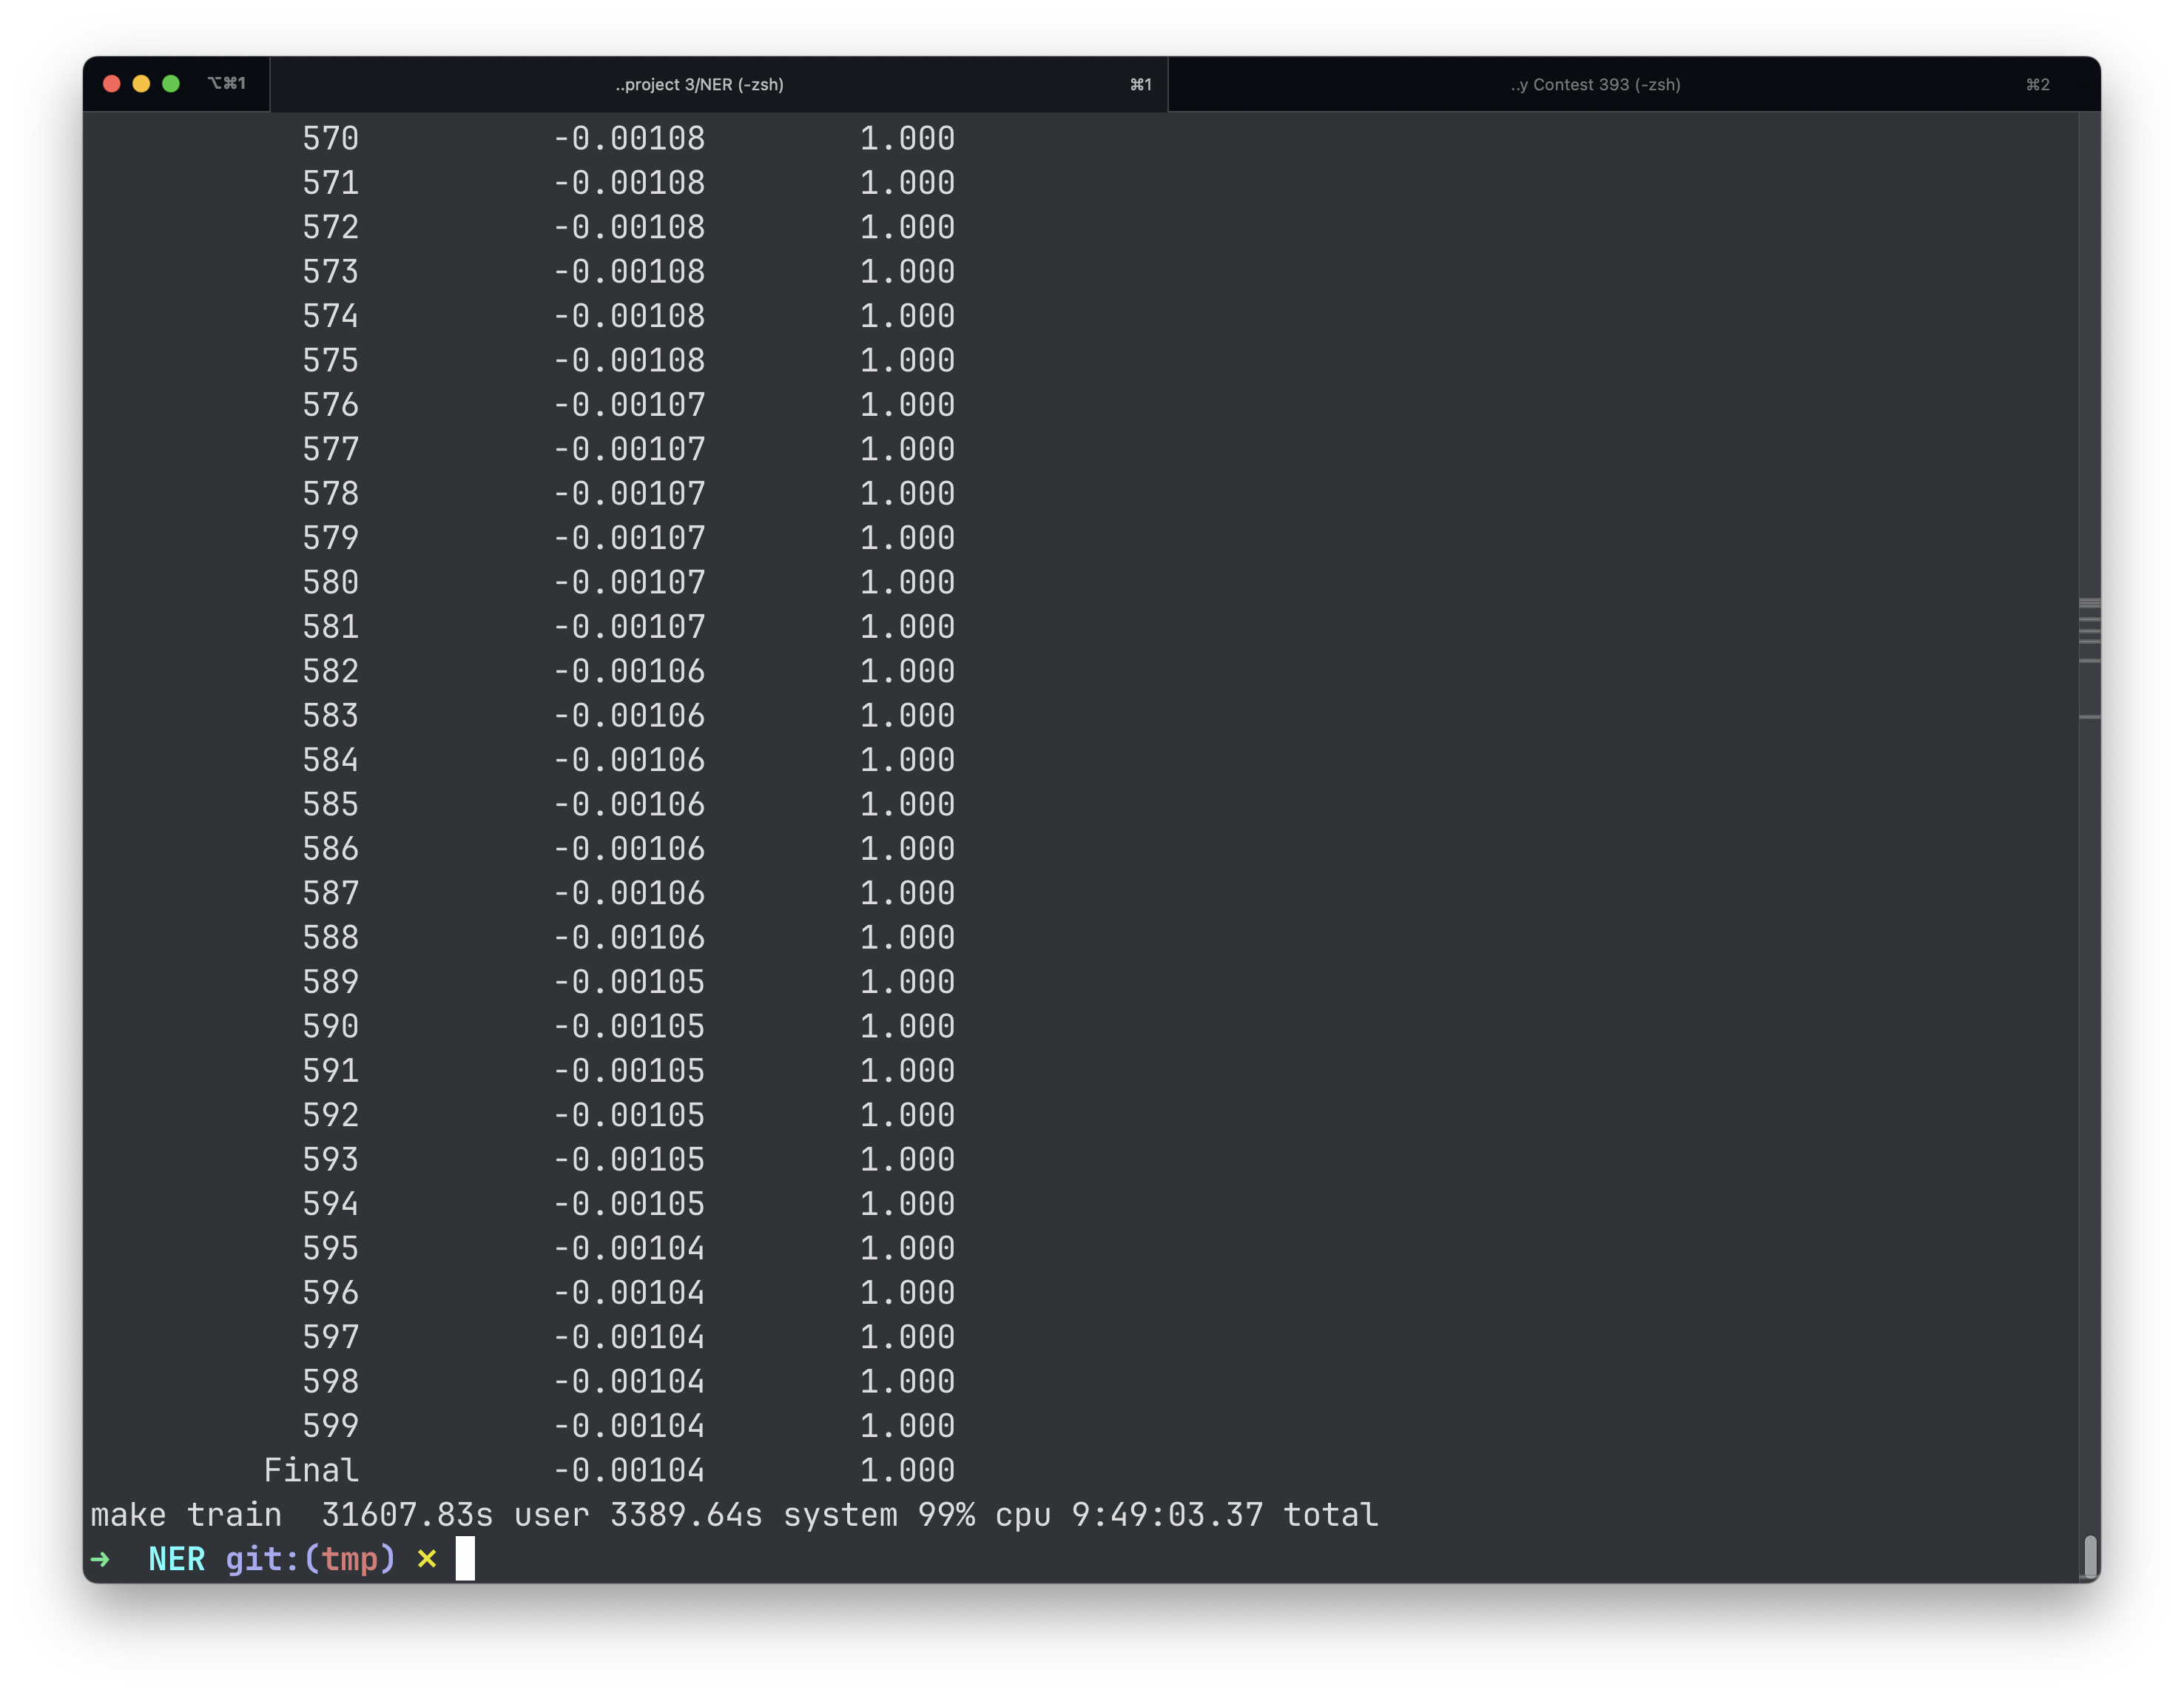 ⌥⌘1 ..project 3/NER (-zsh) ⌘1 ..y Contest 393 (-zsh) ⌘2
570 -0.00108 1.000
571 -0.00108 1.000
572 -0.00108 1.000
573 -0.00108 1.000
574 -0.00108 1.000
575 -0.00108 1.000
576 -0.00107 1.000
577 -0.00107 1.000
578 -0.00107 1.000
579 -0.00107 1.000
580 -0.00107 1.000
581 -0.00107 1.000
582 -0.00106 1.000
583 -0.00106 1.000
584 -0.00106 1.000
585 -0.00106 1.000
586 -0.00106 1.000
587 -0.00106 1.000
588 -0.00106 1.000
589 -0.00105 1.000
590 -0.00105 1.000
591 -0.00105 1.000
592 -0.00105 1.000
593 -0.00105 1.000
594 -0.00105 1.000
595 -0.00104 1.000
596 -0.00104 1.000
597 -0.00104 1.000
598 -0.00104 1.000
599 -0.00104 1.000
Final -0.00104 1.000
make train  31607.83s user 3389.64s system 99% cpu 9:49:03.37 total
➜  NER git:(tmp) ✗